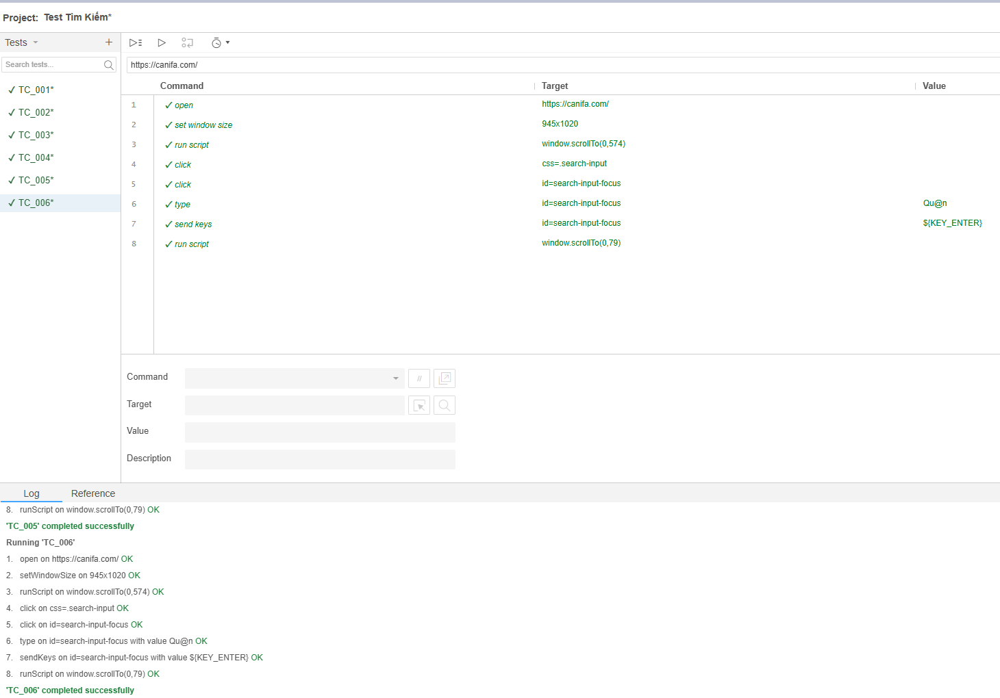 Project: Test Tìm Kiếm*
Tests
Search tests...
TC_001*
TC_002*
TC_003*
TC_004*
TC_005*
TC_006*
https://canifa.com/
Command Target Value
1 open https://canifa.com/
2 set window size 945x1020
3 run script window.scrollTo(0,574)
4 click css=.search-input
5 click id=search-input-focus
6 type id=search-input-focus Qu@n
7 send keys id=search-input-focus ${KEY_ENTER}
8 run script window.scrollTo(0,79)
Command //
Target
Value
Description
Log Reference
8. runScript on window.scrollTo(0,79) OK
'TC_005' completed successfully
Running 'TC_006'
1. open on https://canifa.com/ OK
2. setWindowSize on 945x1020 OK
3. runScript on window.scrollTo(0,574) OK
4. click on css=.search-input OK
5. click on id=search-input-focus OK
6. type on id=search-input-focus with value Qu@n OK
7. sendKeys on id=search-input-focus with value ${KEY_ENTER} OK
8. runScript on window.scrollTo(0,79) OK
'TC_006' completed successfully